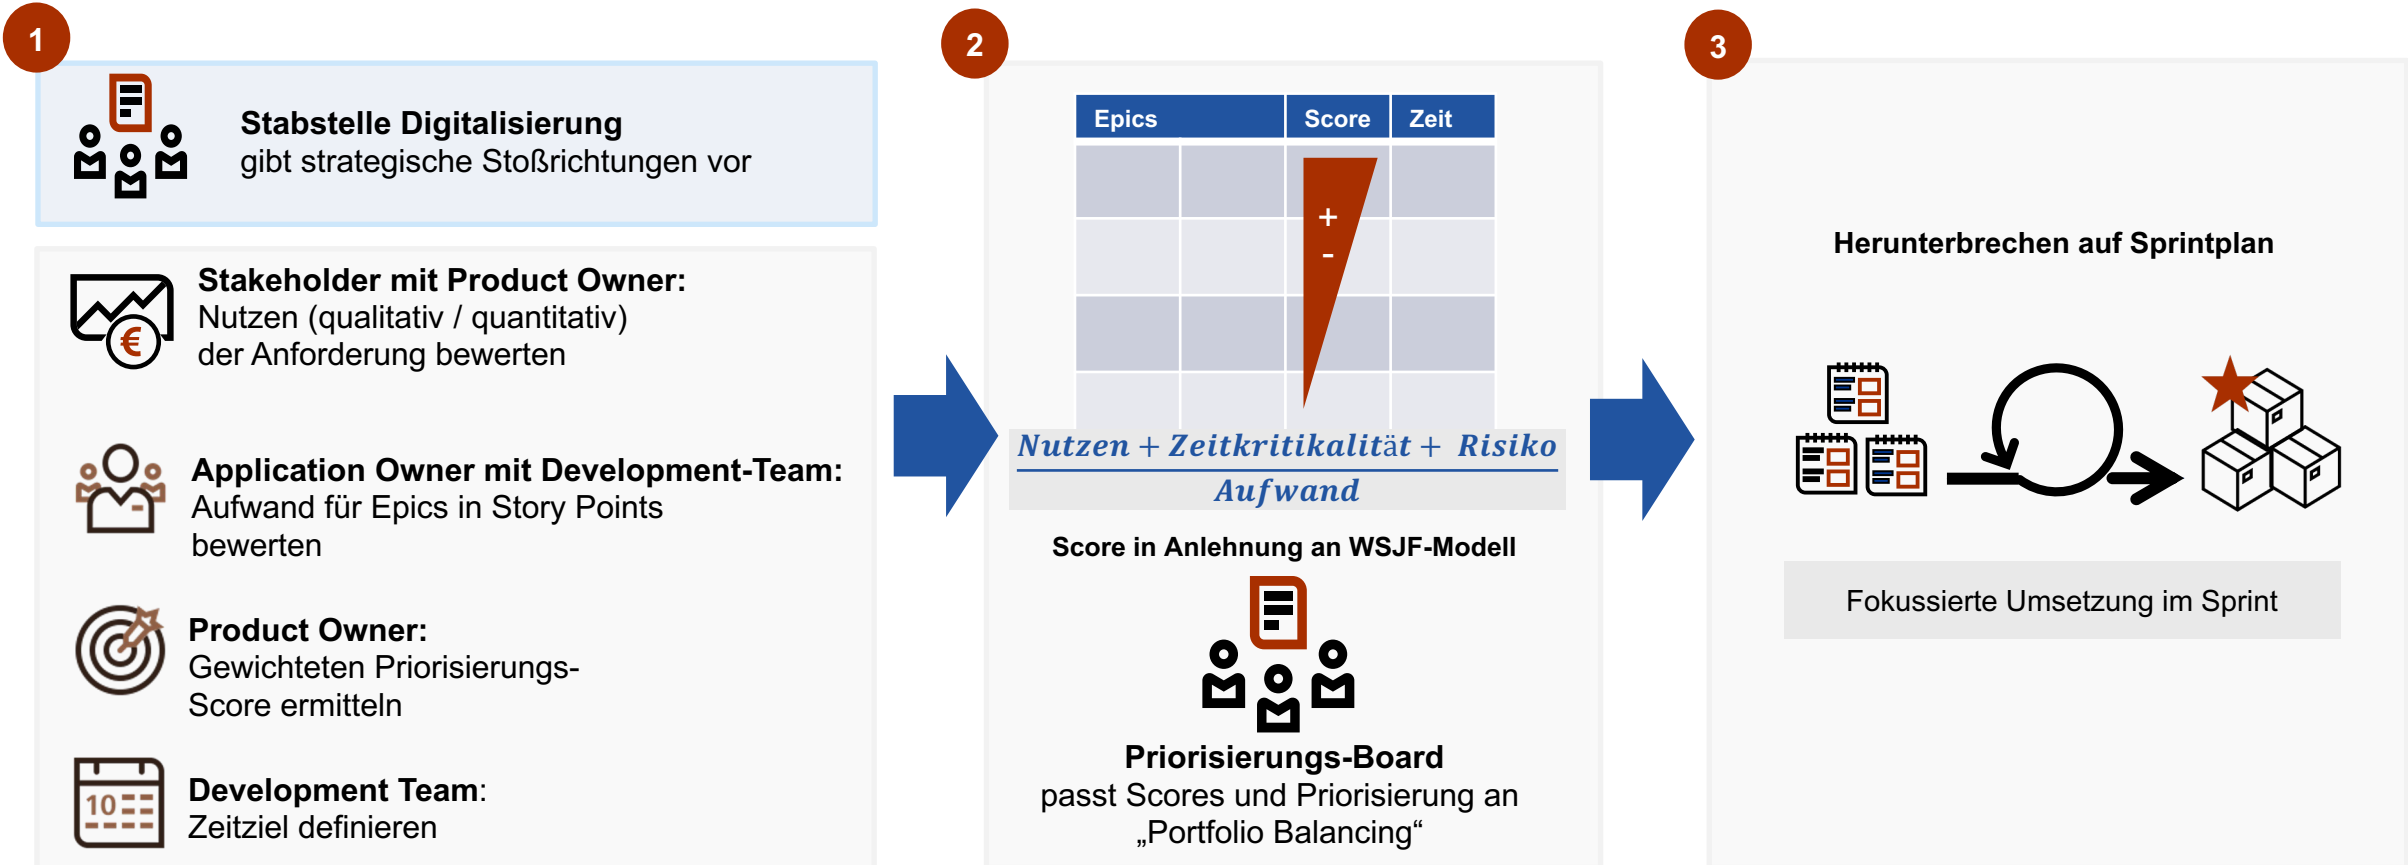 1
Stabstelle Digitalisierung
gibt strategische Stoßrichtungen vor
Stakeholder mit Product Owner:
Nutzen (qualitativ / quantitativ)
der Anforderung bewerten
€
Application Owner mit Development-Team:
Aufwand für Epics in Story Points
bewerten
Product Owner:
Gewichteten Priorisierungs-
Score ermitteln
10
Development Team:
Zeitziel definieren
2
Epics Score Zeit
+
-
Nutzen + Zeitkritikalität + Risiko
Aufwand
Score in Anlehnung an WSJF-Modell
Priorisierungs-Board
passt Scores und Priorisierung an
„Portfolio Balancing“
3
Herunterbrechen auf Sprintplan
Fokussierte Umsetzung im Sprint